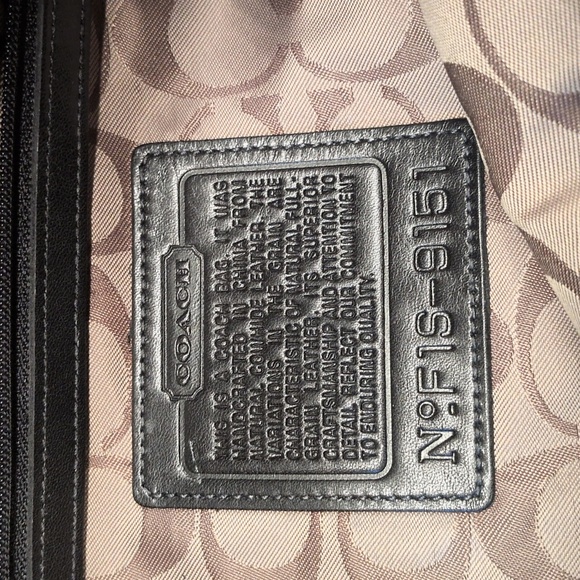 COACH
THIS IS A COACH BAG. IT WAS
HANDCRAFTED IN CHINA FROM
NATURAL COWHIDE LEATHER. THE
VARIATIONS IN THE GRAIN ARE
CHARACTERISTIC OF NATURAL FULL-
GRAIN LEATHER. ITS SUPERIOR
CRAFTSMANSHIP AND ATTENTION TO
DETAIL REFLECT OUR COMMITMENT
TO ENDURING QUALITY.
Nº:F1S-9151